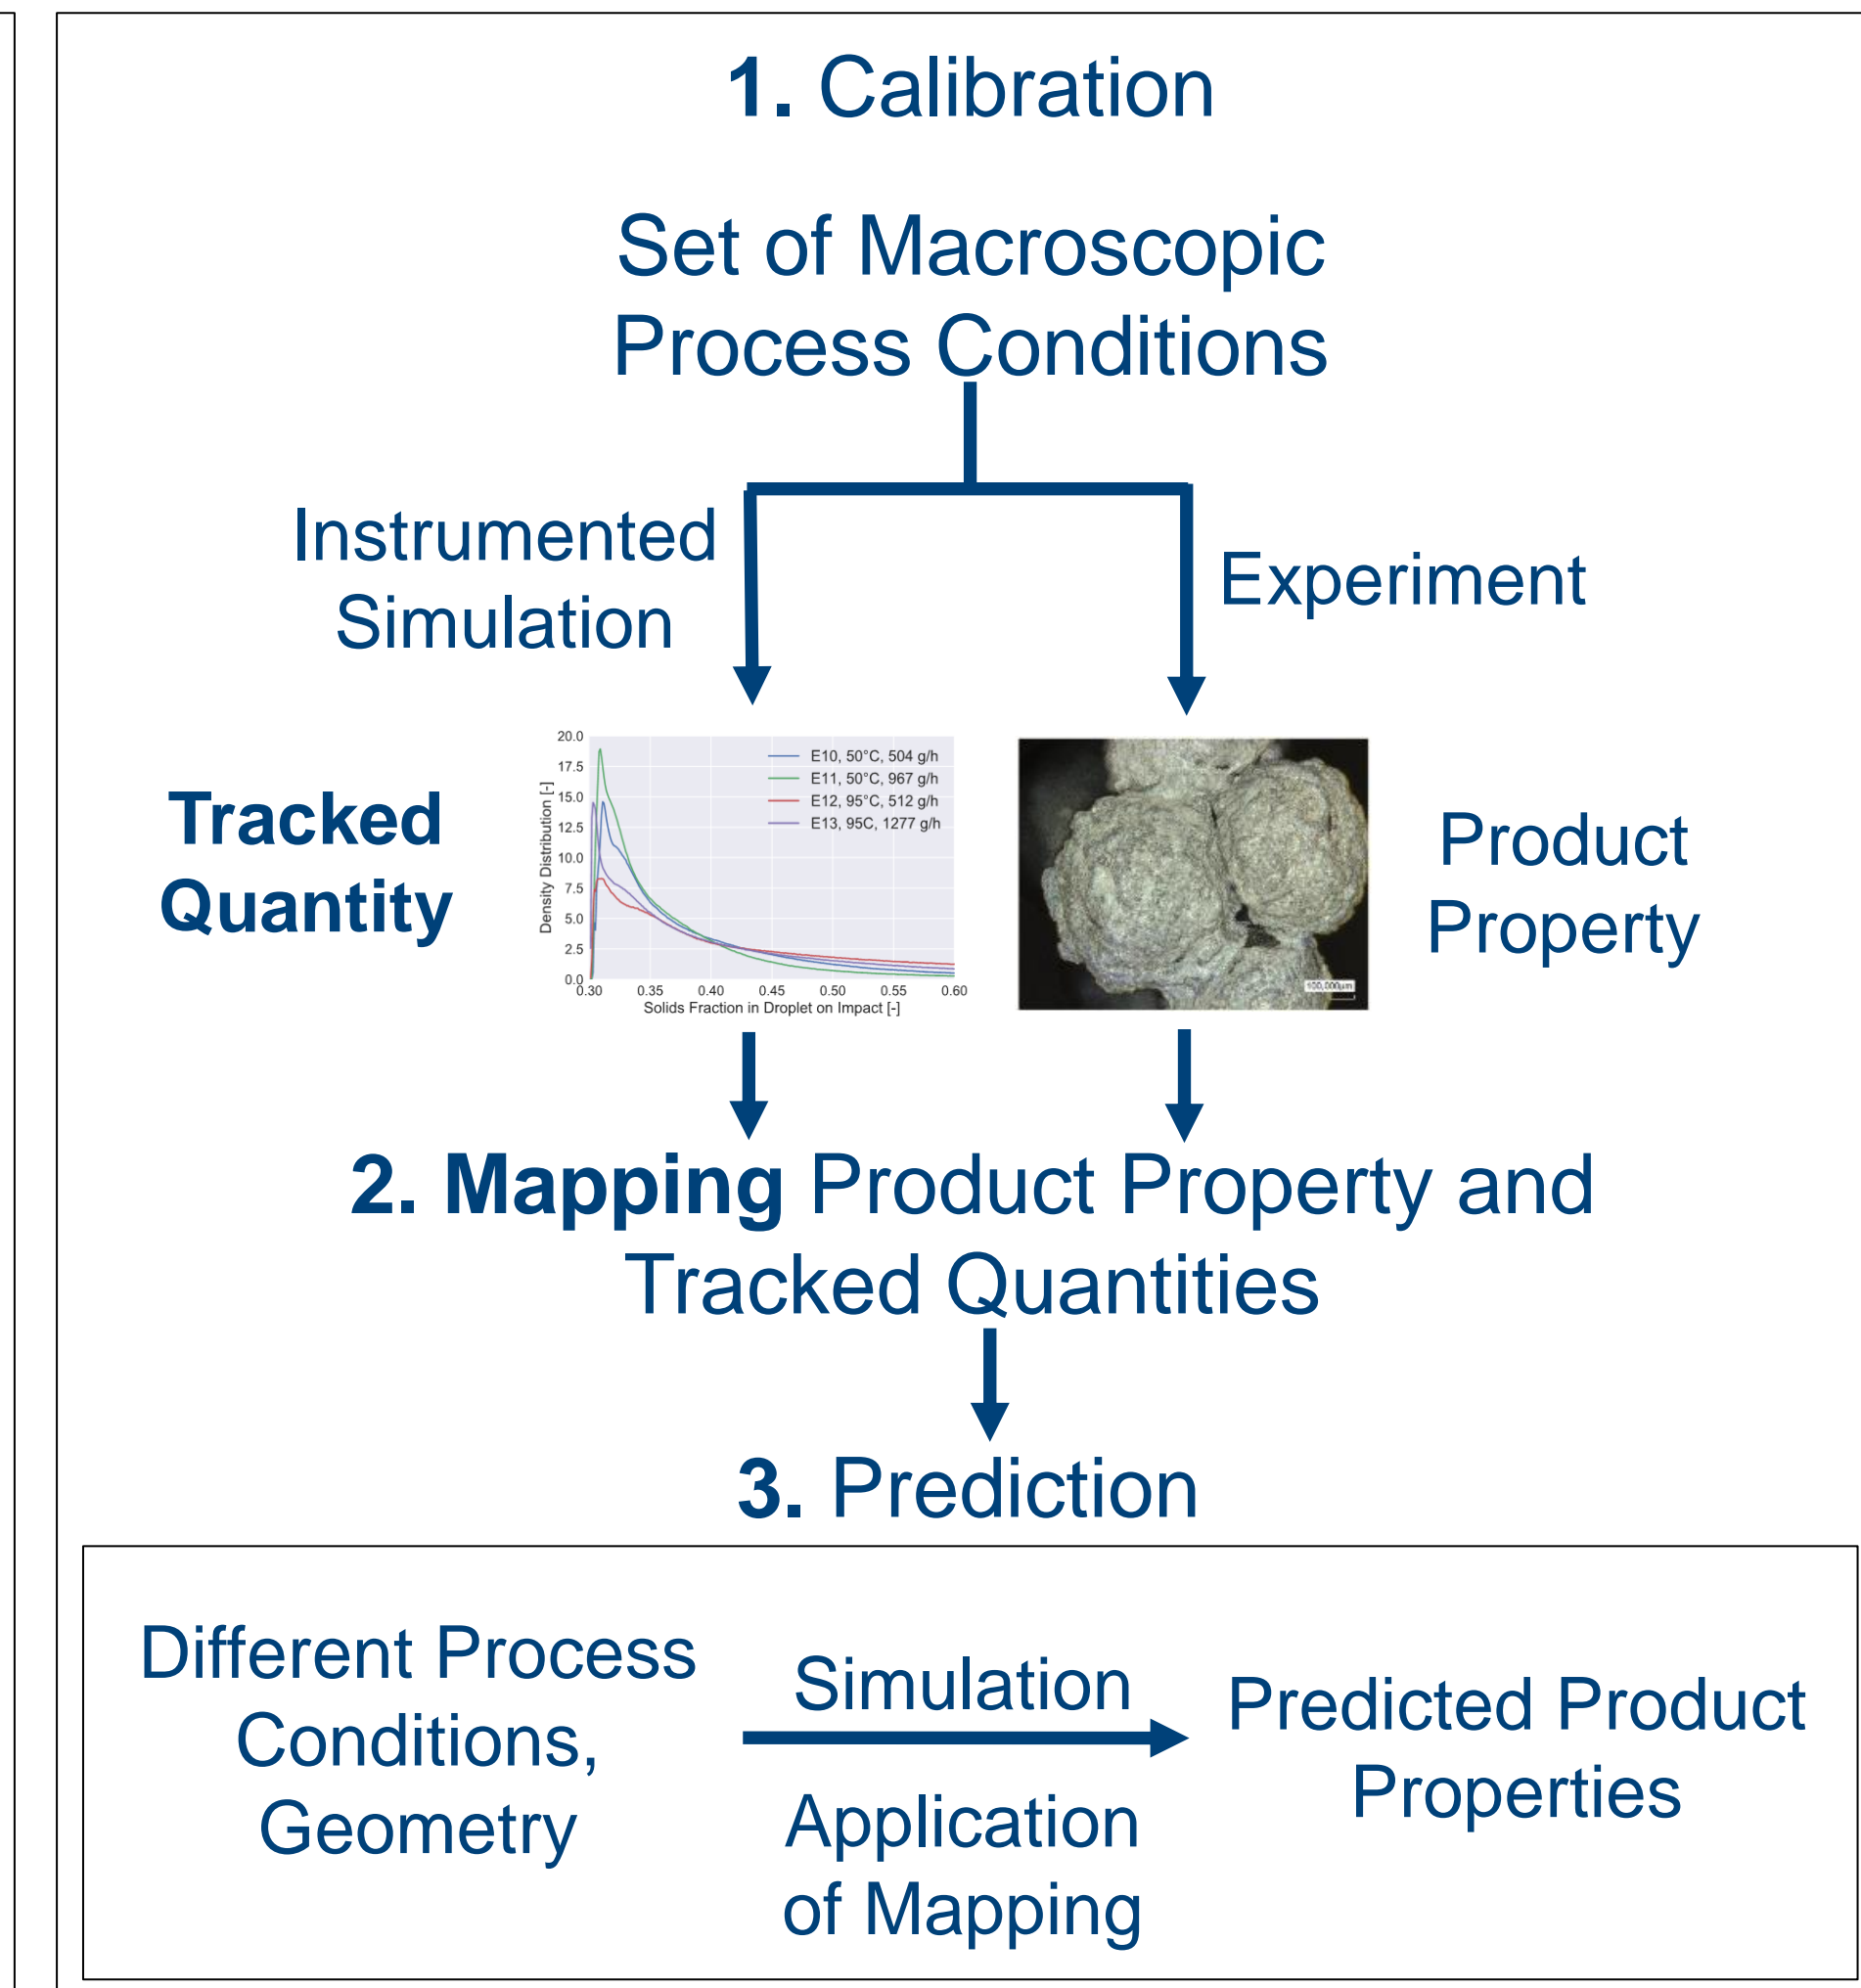 1. Calibration
Set of Macroscopic
Process Conditions
Instrumented
Simulation
Experiment
Tracked
Quantity
20.0
17.5
15.0
12.5
10.0
7.5
5.0
2.5
0.0
Density Distribution [-]
E10, 50°C, 504 g/h
E11, 50°C, 967 g/h
E12, 95°C, 512 g/h
E13, 95C, 1277 g/h
0.30 0.35 0.40 0.45 0.50 0.55 0.60
Solids Fraction in Droplet on Impact [-]
100,000µm
Product
Property
2. Mapping Product Property and
Tracked Quantities
3. Prediction
Different Process
Conditions,
Geometry
Simulation
Application
of Mapping
Predicted Product
Properties